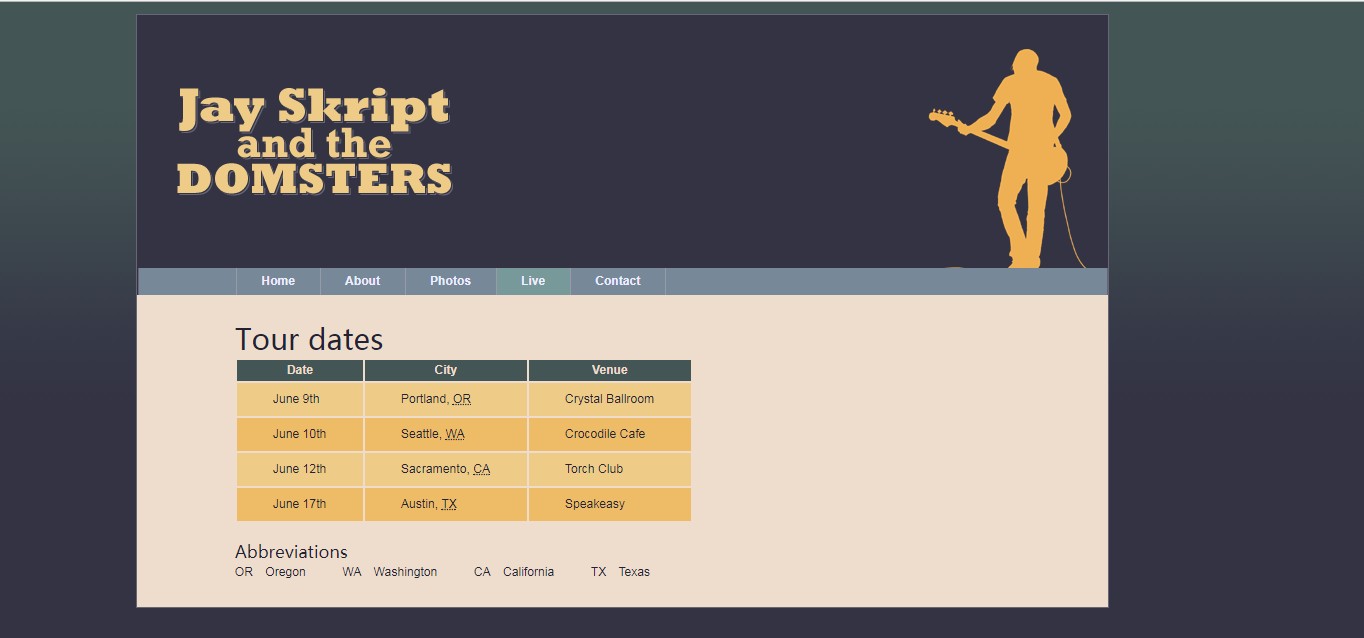 Jay Skript
and the
DOMSTERS
Home About Photos Live Contact
Tour dates
Date City Venue
June 9th Portland, OR Crystal Ballroom
June 10th Seattle, WA Crocodile Cafe
June 12th Sacramento, CA Torch Club
June 17th Austin, TX Speakeasy
Abbreviations
OR Oregon WA Washington CA California TX Texas